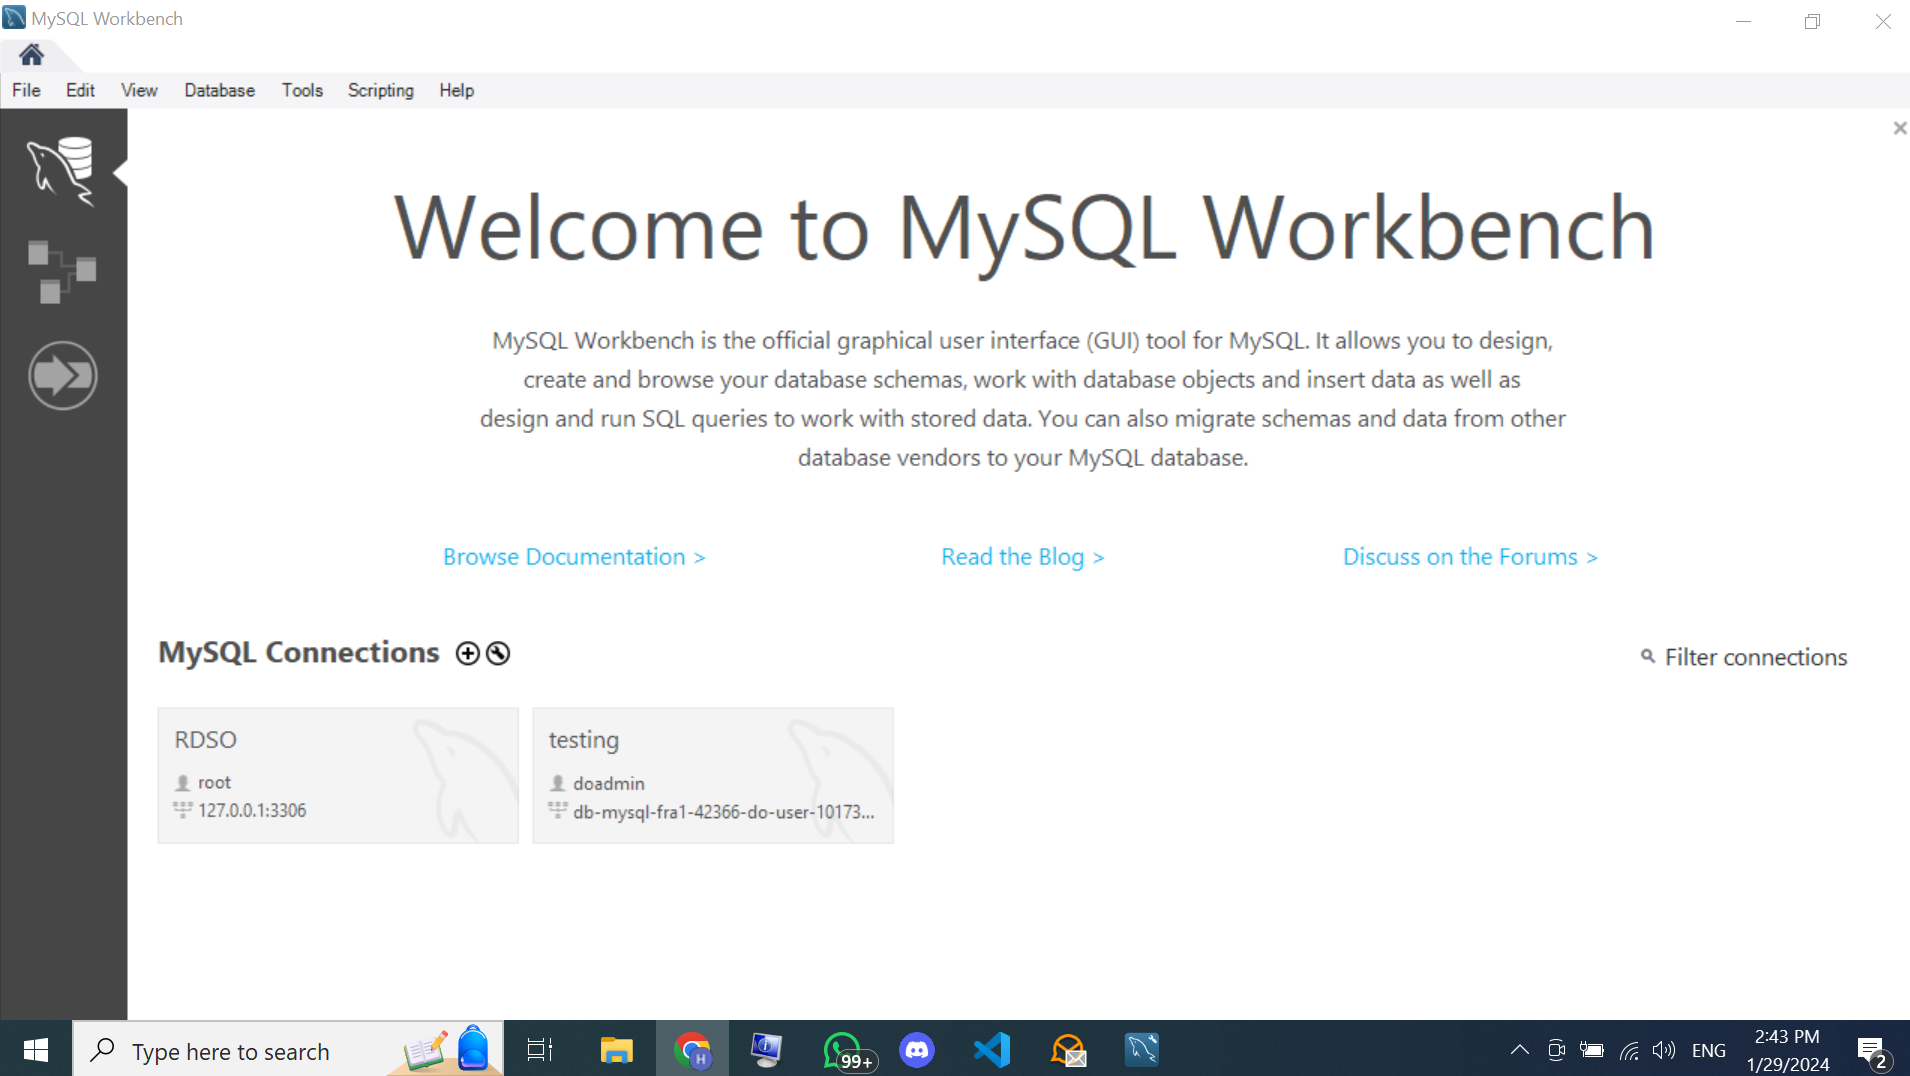 MySQL Workbench
File Edit View Database Tools Scripting Help
Welcome to MySQL Workbench
MySQL Workbench is the official graphical user interface (GUI) tool for MySQL. It allows you to design,
create and browse your database schemas, work with database objects and insert data as well as
design and run SQL queries to work with stored data. You can also migrate schemas and data from other
database vendors to your MySQL database.
Browse Documentation > Read the Blog > Discuss on the Forums >
MySQL Connections
Filter connections
RDSO
root
127.0.0.1:3306
testing
doadmin
db-mysql-fra1-42366-do-user-10173...
Type here to search
H
99+
ENG
2:43 PM
1/29/2024
2